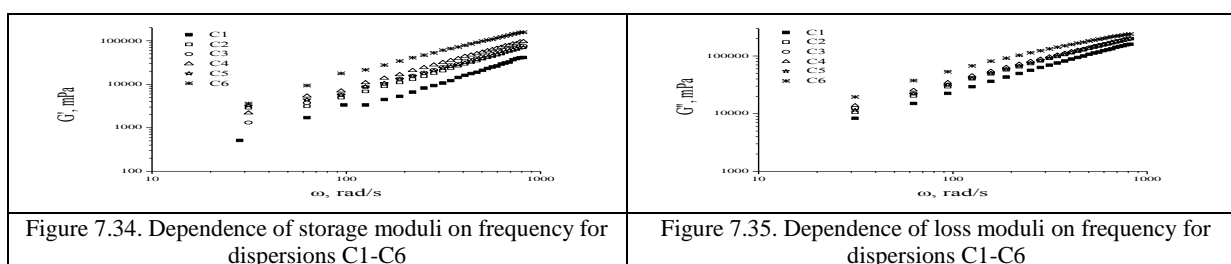 100000
10000
1000
100
G', mPa
C1
C2
C3
C4
C5
C6
10
100
1000
ω, rad/s
Figure 7.34. Dependence of storage moduli on frequency for
dispersions C1-C6
100000
10000
1000
G'', mPa
C1
C2
C3
C4
C5
C6
10
100
1000
ω, rad/s
Figure 7.35. Dependence of loss moduli on frequency for
dispersions C1-C6